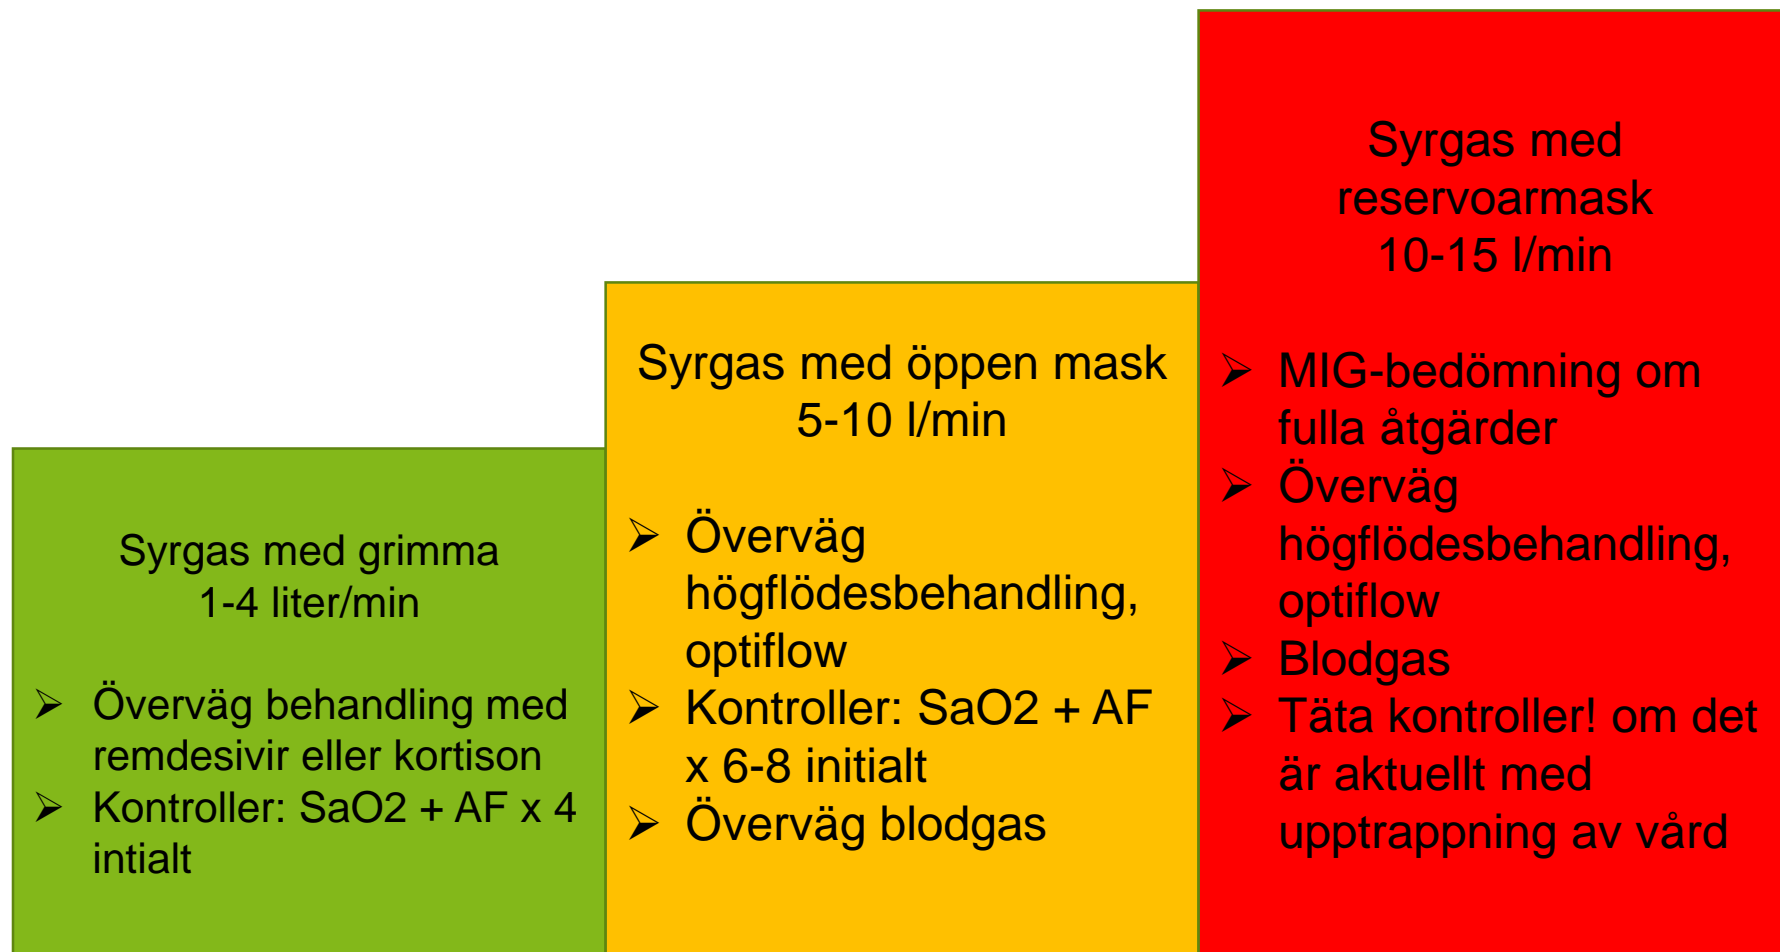 Syrgas med grimma
1-4 liter/min
➢ Överväg behandling med
remdesivir eller kortison
➢ Kontroller: SaO2 + AF x 4
intialt
Syrgas med öppen mask
5-10 l/min
➢ Överväg
högflödesbehandling,
optiflow
➢ Kontroller: SaO2 + AF
x 6-8 initialt
➢ Överväg blodgas
Syrgas med
reservoarmask
10-15 l/min
➢ MIG-bedömning om
fulla åtgärder
➢ Överväg
högflödesbehandling,
optiflow
➢ Blodgas
➢ Täta kontroller! om det
är aktuellt med
upptrappning av vård